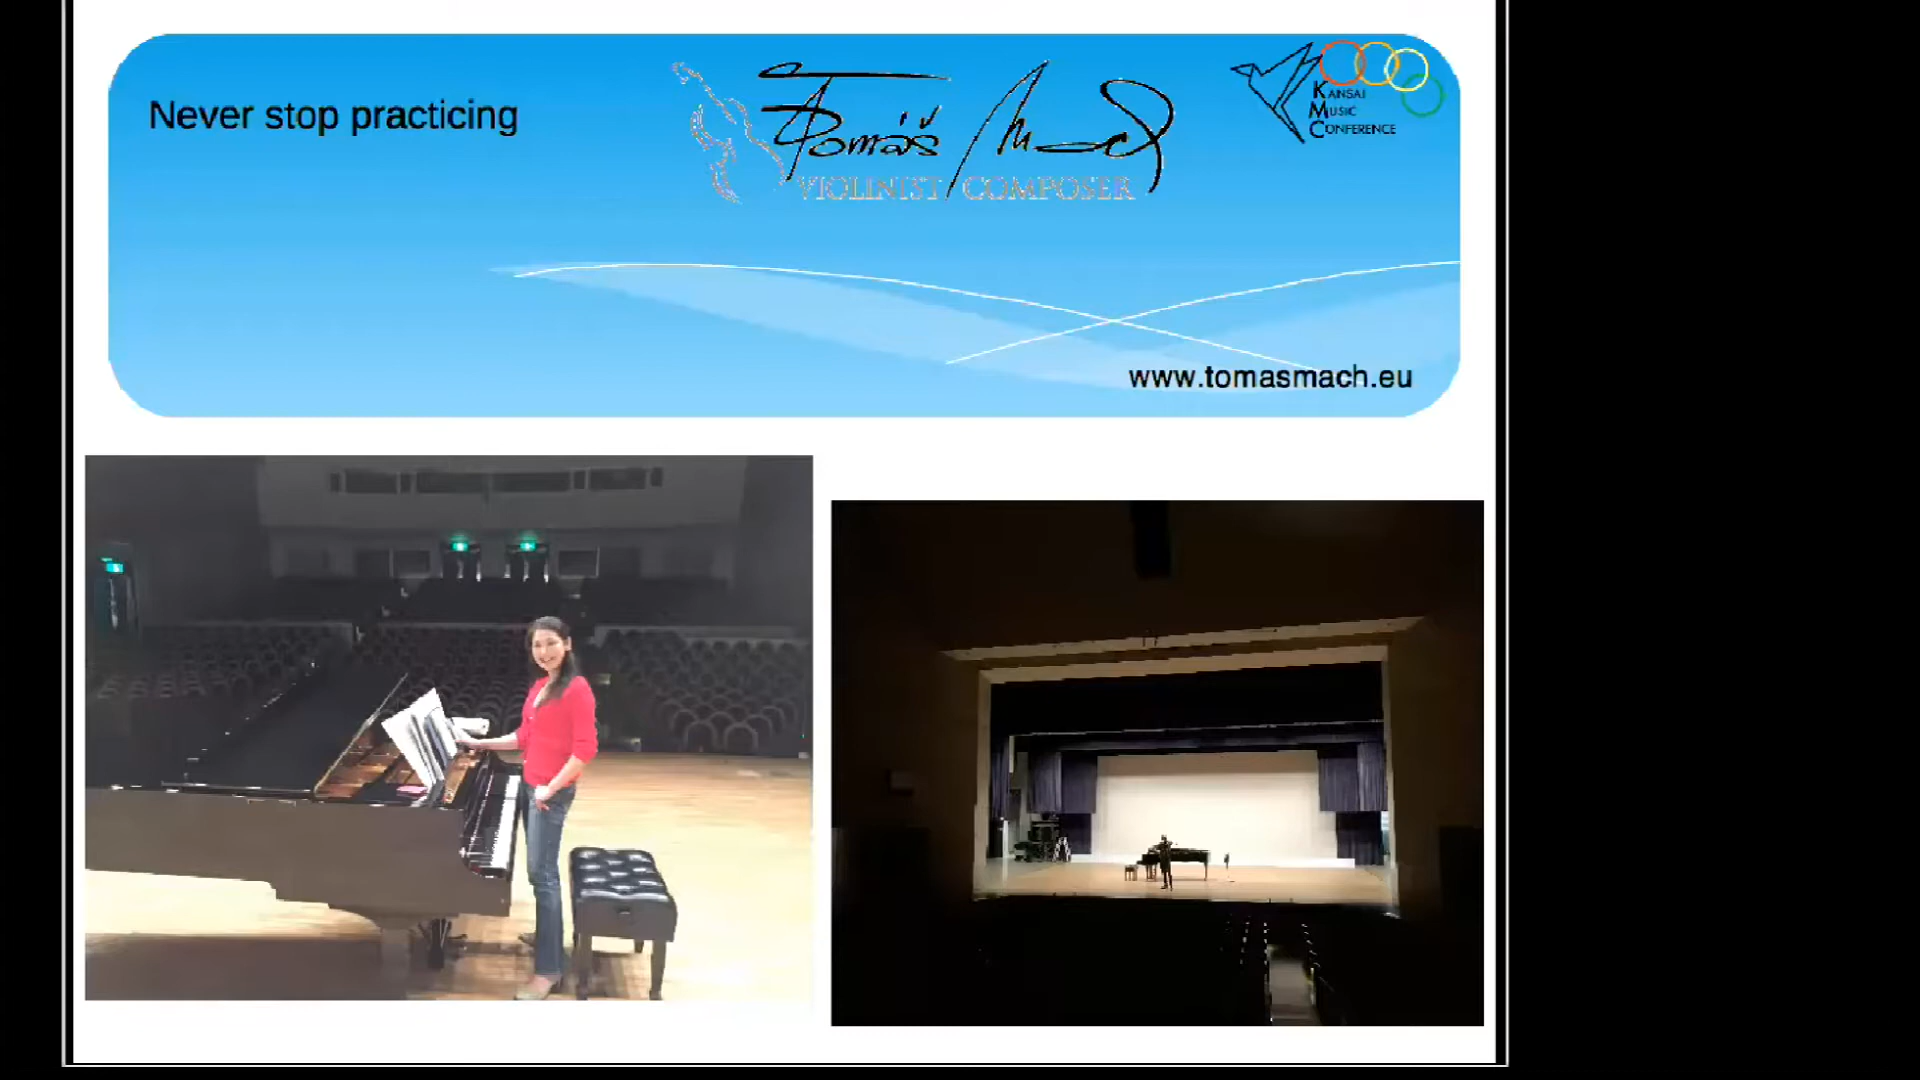 Never stop practicing
Tomáš Mach
VIOLINIST COMPOSER
KANSAI
MUSIC
CONFERENCE
www.tomasmach.eu